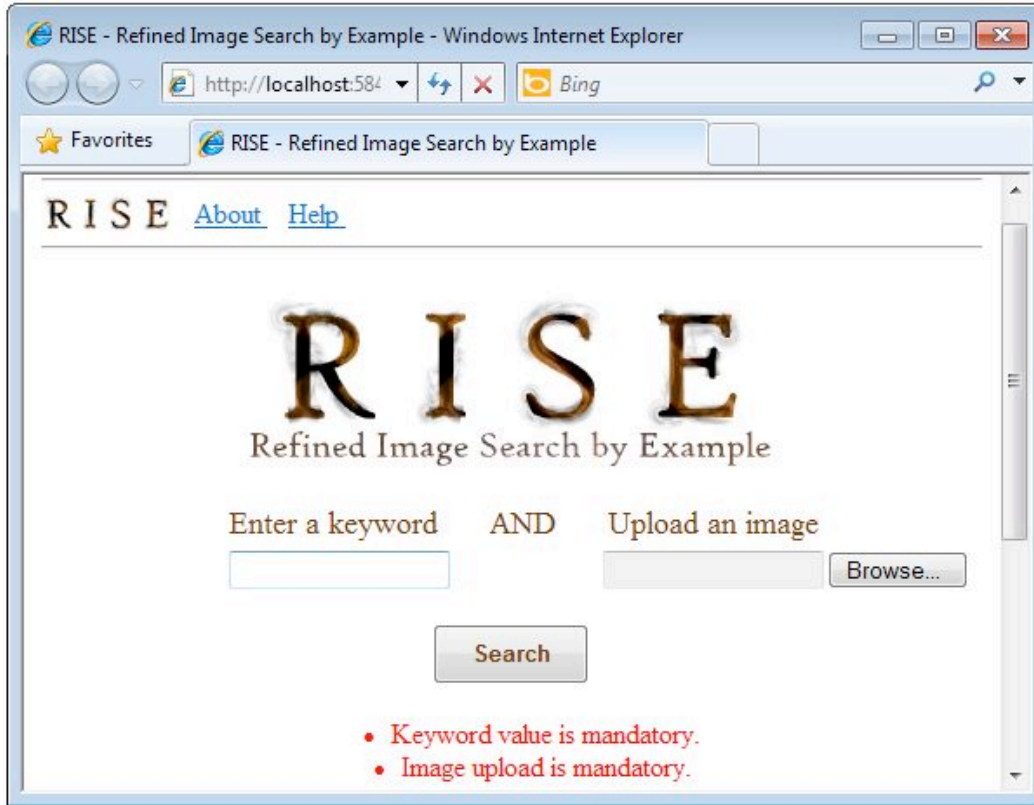 RISE - Refined Image Search by Example - Windows Internet Explorer
http://localhost:584 Bing
Favorites RISE - Refined Image Search by Example
RISE About Help
RISE
Refined Image Search by Example
Enter a keyword AND Upload an image
Browse...
Search
• Keyword value is mandatory.
• Image upload is mandatory.